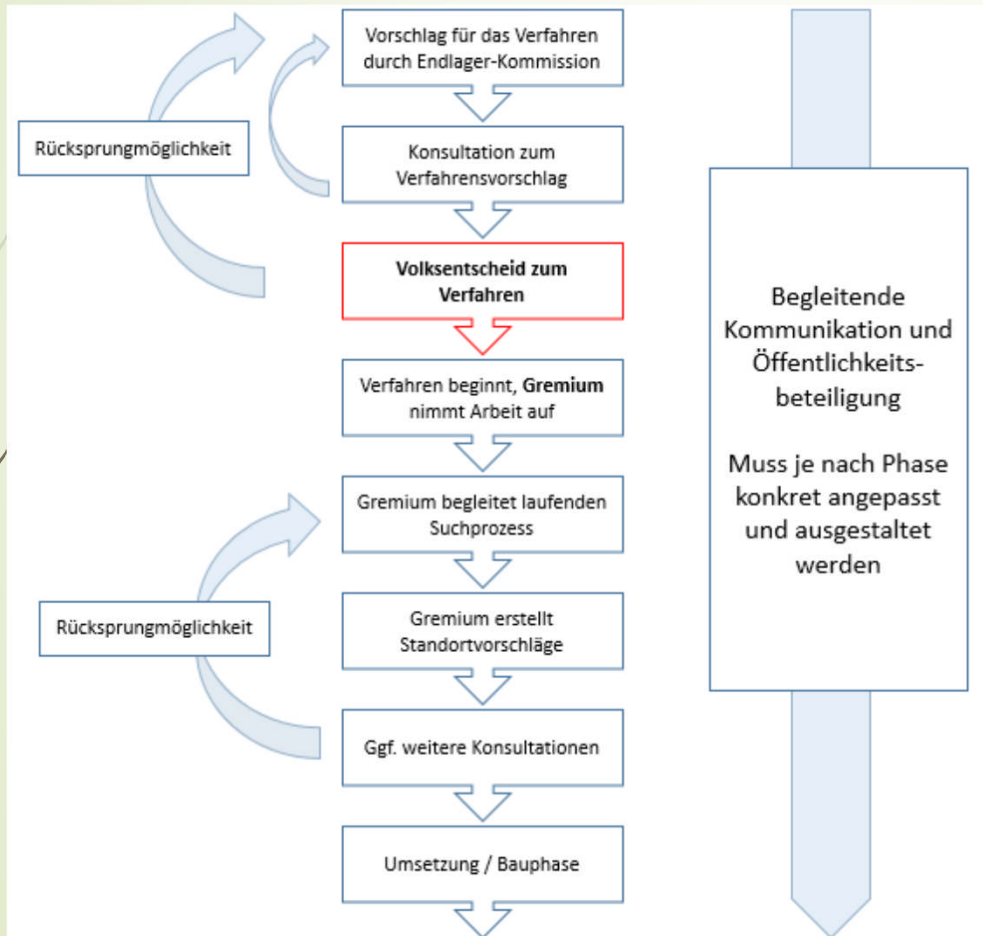 Vorschlag für das Verfahren
durch Endlager-Kommission
Rücksprungmöglichkeit
Konsultation zum
Verfahrensvorschlag
Volksentscheid zum
Verfahren
Verfahren beginnt, Gremium
nimmt Arbeit auf
Gremium begleitet laufenden
Suchprozess
Rücksprungmöglichkeit
Gremium erstellt
Standortvorschläge
Ggf. weitere Konsultationen
Umsetzung / Bauphase
Begleitende
Kommunikation und
Öffentlichkeits-
beteiligung
Muss je nach Phase
konkret angepasst
und ausgestaltet
werden